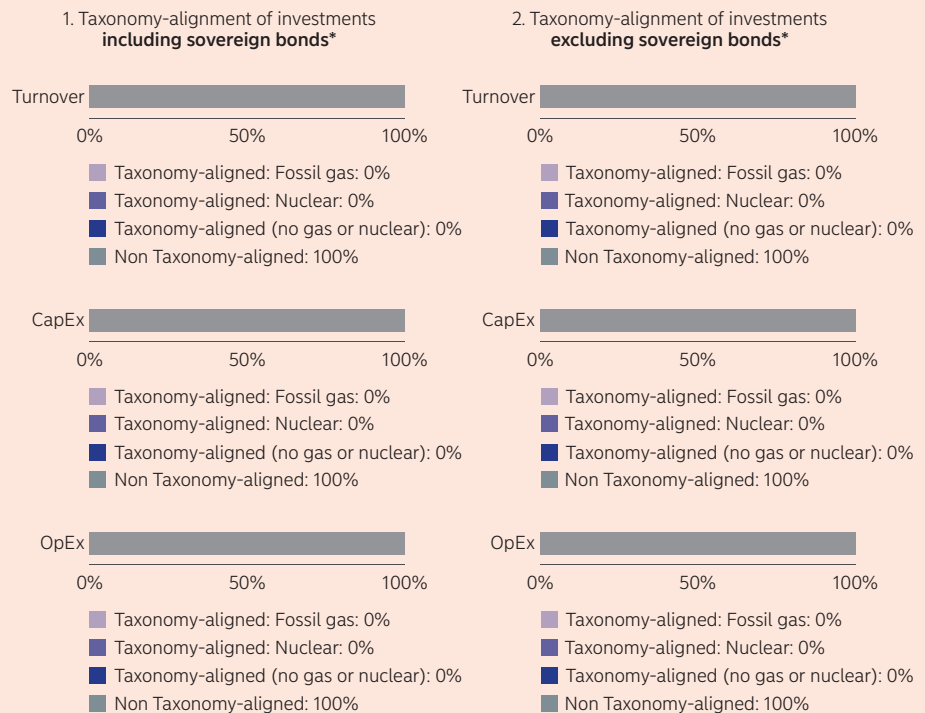 1. Taxonomy-alignment of investments
including sovereign bonds*
Turnover
0% 50% 100%
Taxonomy-aligned: Fossil gas: 0%
Taxonomy-aligned: Nuclear: 0%
Taxonomy-aligned (no gas or nuclear): 0%
Non Taxonomy-aligned: 100%
CapEx
0% 50% 100%
Taxonomy-aligned: Fossil gas: 0%
Taxonomy-aligned: Nuclear: 0%
Taxonomy-aligned (no gas or nuclear): 0%
Non Taxonomy-aligned: 100%
OpEx
0% 50% 100%
Taxonomy-aligned: Fossil gas: 0%
Taxonomy-aligned: Nuclear: 0%
Taxonomy-aligned (no gas or nuclear): 0%
Non Taxonomy-aligned: 100%
2. Taxonomy-alignment of investments
excluding sovereign bonds*
Turnover
0% 50% 100%
Taxonomy-aligned: Fossil gas: 0%
Taxonomy-aligned: Nuclear: 0%
Taxonomy-aligned (no gas or nuclear): 0%
Non Taxonomy-aligned: 100%
CapEx
0% 50% 100%
Taxonomy-aligned: Fossil gas: 0%
Taxonomy-aligned: Nuclear: 0%
Taxonomy-aligned (no gas or nuclear): 0%
Non Taxonomy-aligned: 100%
OpEx
0% 50% 100%
Taxonomy-aligned: Fossil gas: 0%
Taxonomy-aligned: Nuclear: 0%
Taxonomy-aligned (no gas or nuclear): 0%
Non Taxonomy-aligned: 100%